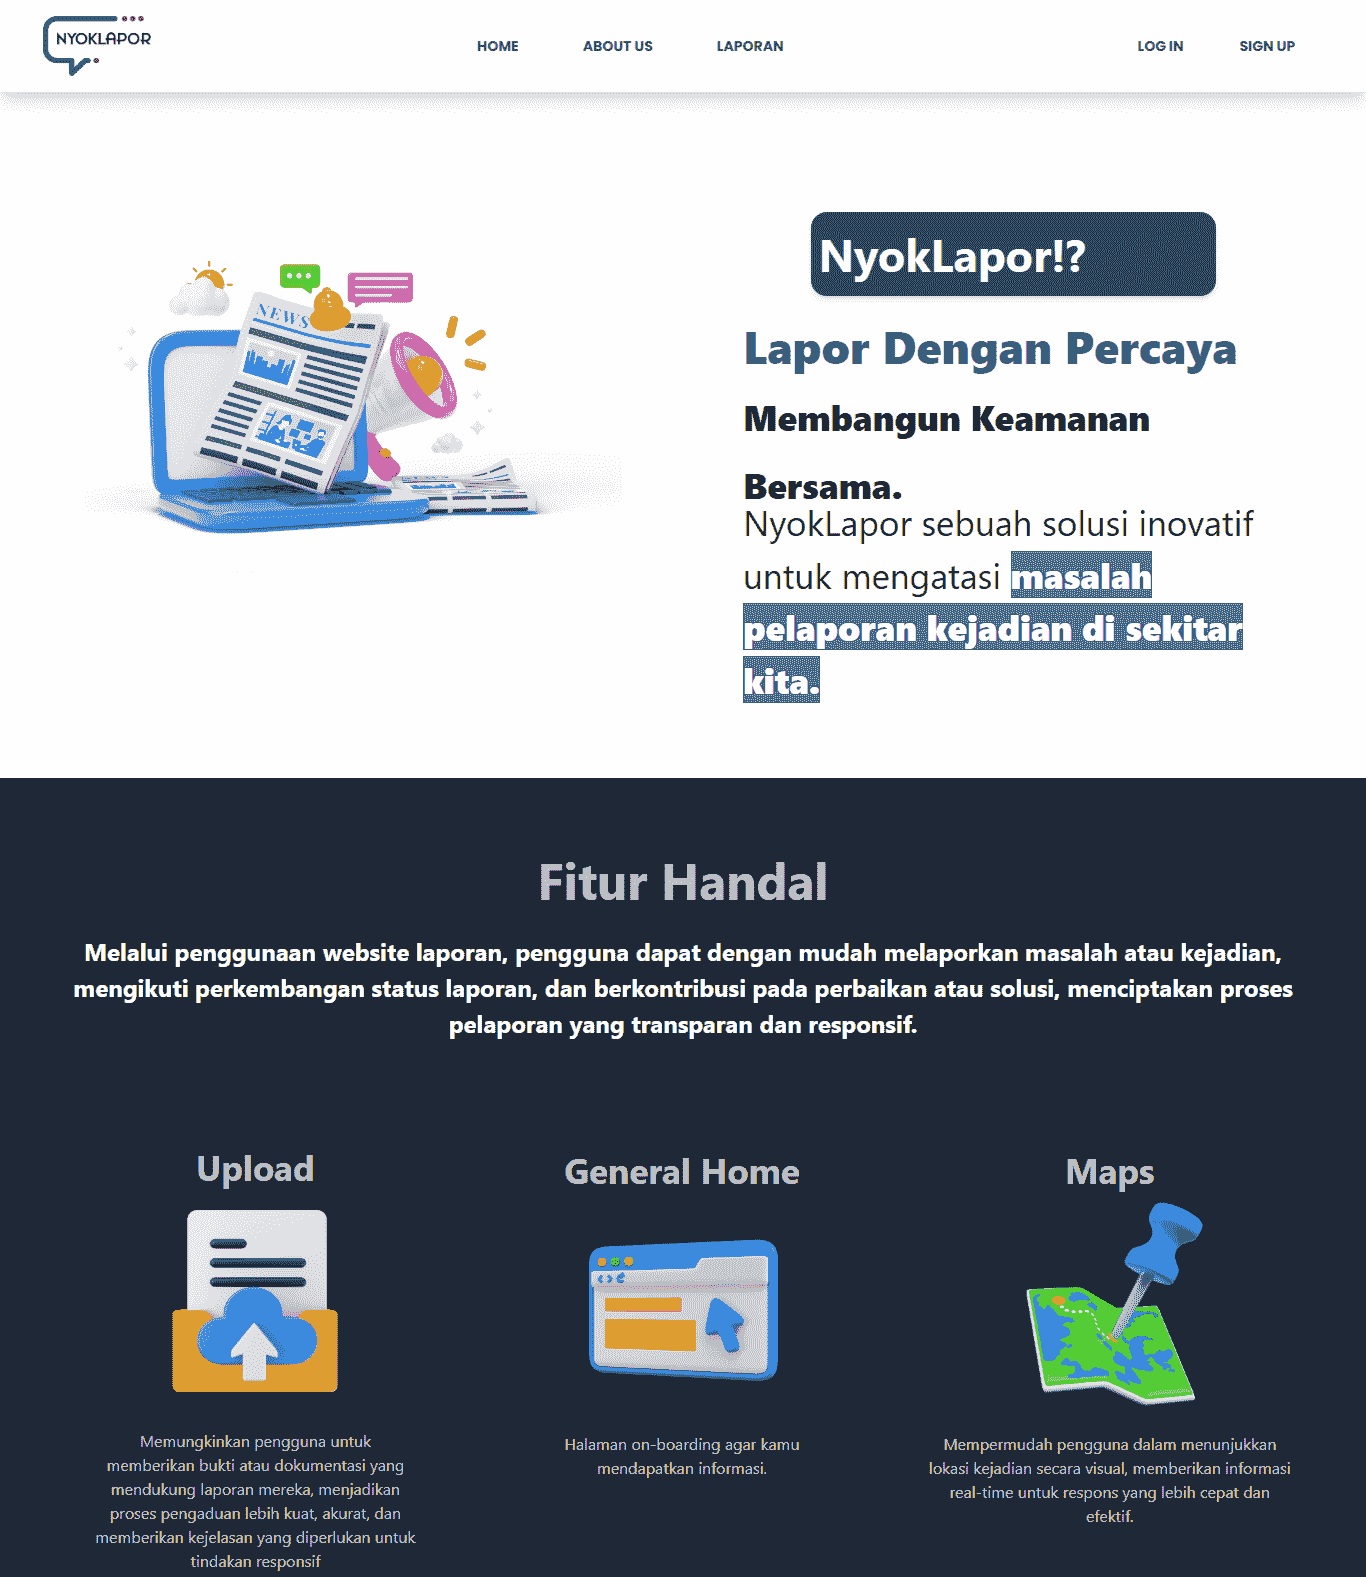 NYOKLAPOR
HOME
ABOUT US
LAPORAN
LOG IN
SIGN UP
NyokLapor!?
Lapor Dengan Percaya
Membangun Keamanan
Bersama.
NyokLapor sebuah solusi inovatif
untuk mengatasi masalah
pelaporan kejadian di sekitar
kita.
NEWS
Fitur Handal
Melalui penggunaan website laporan, pengguna dapat dengan mudah melaporkan masalah atau kejadian,
mengikuti perkembangan status laporan, dan berkontribusi pada perbaikan atau solusi, menciptakan proses
pelaporan yang transparan dan responsif.
Upload
Memungkinkan pengguna untuk
memberikan bukti atau dokumentasi yang
mendukung laporan mereka, menjadikan
proses pengaduan lebih kuat, akurat, dan
memberikan kejelasan yang diperlukan untuk
tindakan responsif
General Home
Halaman on-boarding agar kamu
mendapatkan informasi.
Maps
Mempermudah pengguna dalam menunjukkan
lokasi kejadian secara visual, memberikan informasi
real-time untuk respons yang lebih cepat dan
efektif.